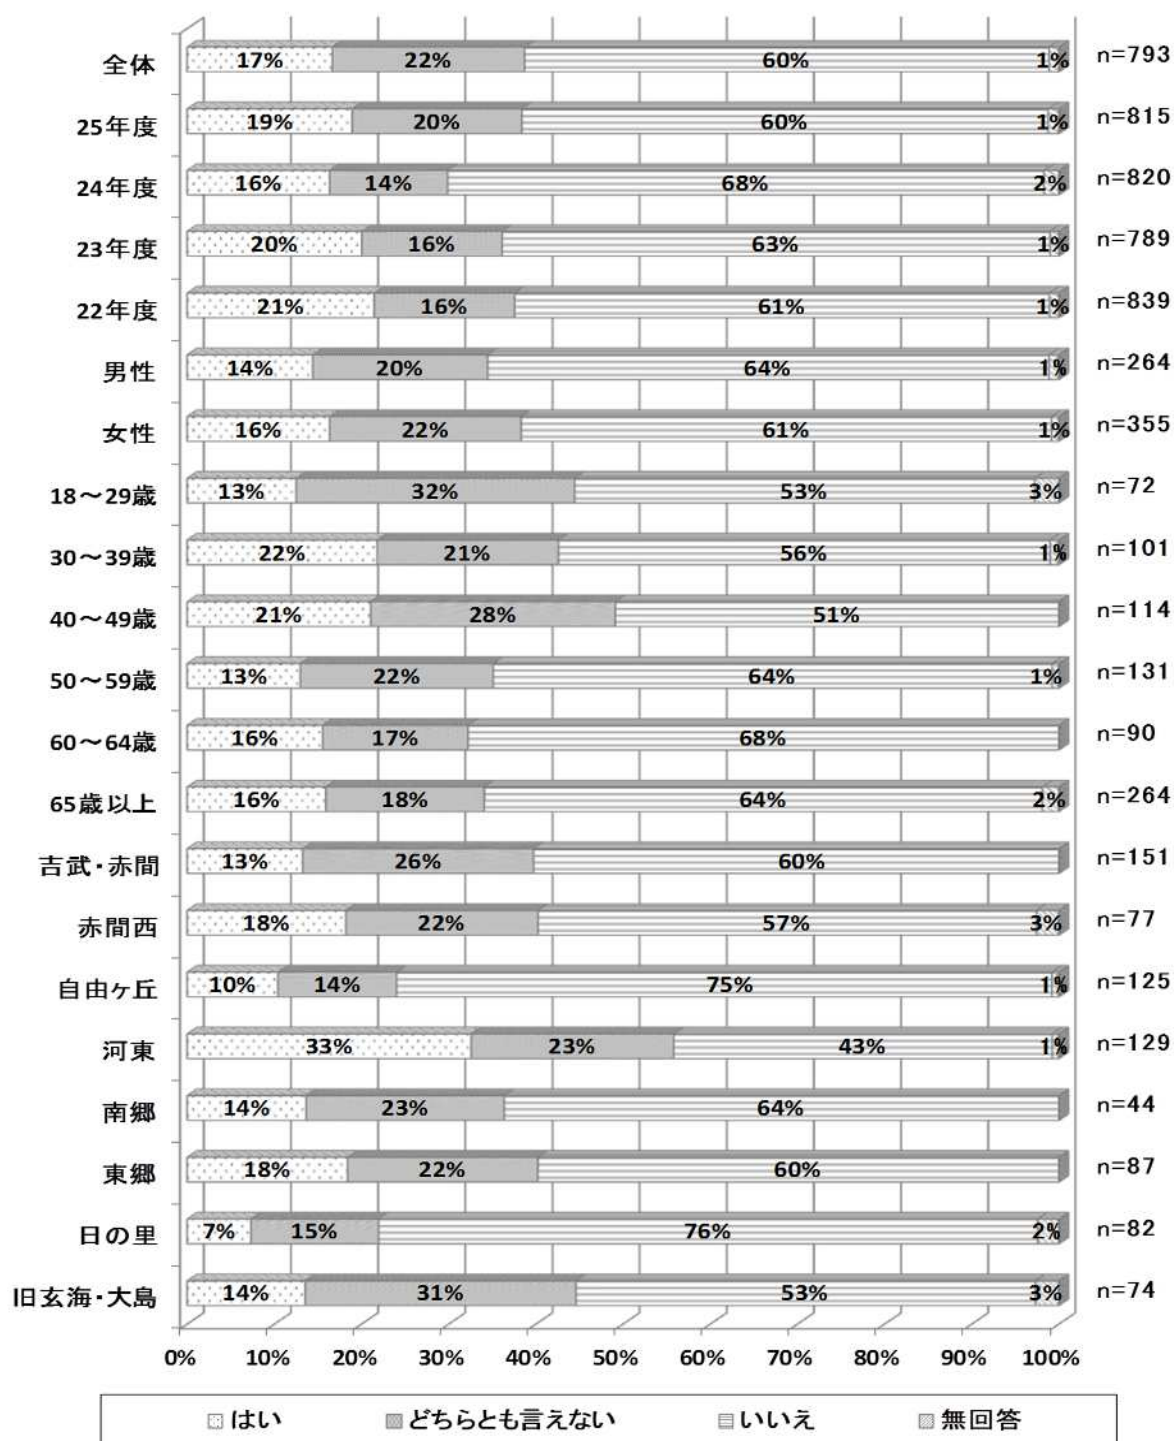 全体 17% 22% 60% 1% n=793
25年度 19% 20% 60% 1% n=815
24年度 16% 14% 68% 2% n=820
23年度 20% 16% 63% 1% n=789
22年度 21% 16% 61% 1% n=839
男性 14% 20% 64% 1% n=264
女性 16% 22% 61% 1% n=355
18～29歳 13% 32% 53% 3% n=72
30～39歳 22% 21% 56% 1% n=101
40～49歳 21% 28% 51% n=114
50～59歳 13% 22% 64% 1% n=131
60～64歳 16% 17% 68% n=90
65歳以上 16% 18% 64% 2% n=264
吉武・赤間 13% 26% 60% n=151
赤間西 18% 22% 57% 3% n=77
自由ヶ丘 10% 14% 75% 1% n=125
河東 33% 23% 43% 1% n=129
南郷 14% 23% 64% n=44
東郷 18% 22% 60% n=87
日の里 7% 15% 76% 2% n=82
旧玄海・大島 14% 31% 53% 3% n=74
0% 10% 20% 30% 40% 50% 60% 70% 80% 90% 100%
はい どちらとも言えない いいえ 無回答